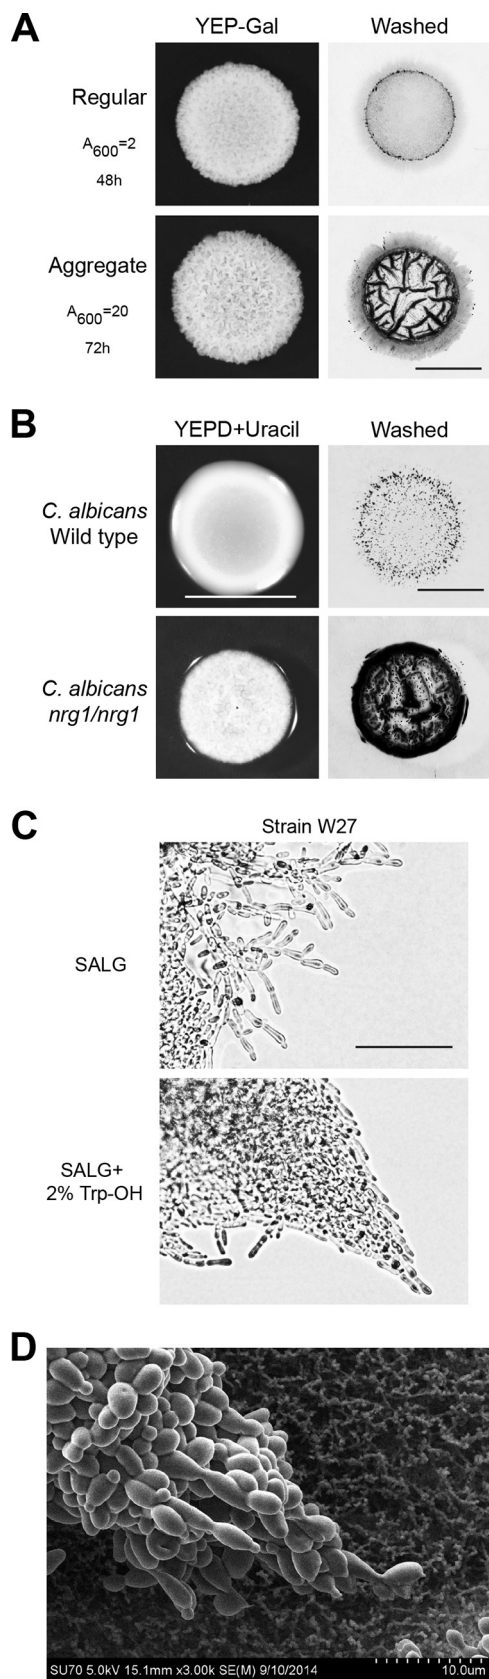 A
YEP-Gal Washed
Regular
A600=2
48h
Aggregate
A600=20
72h
B
YEPD+Uracil Washed
C. albicans
Wild type
C. albicans
nrg1/nrg1
C
Strain W27
SALG
SALG+
2% Trp-OH
D
SU70 5.0kV 15.1mm x3.00k SE(M) 9/10/2014 10.0um